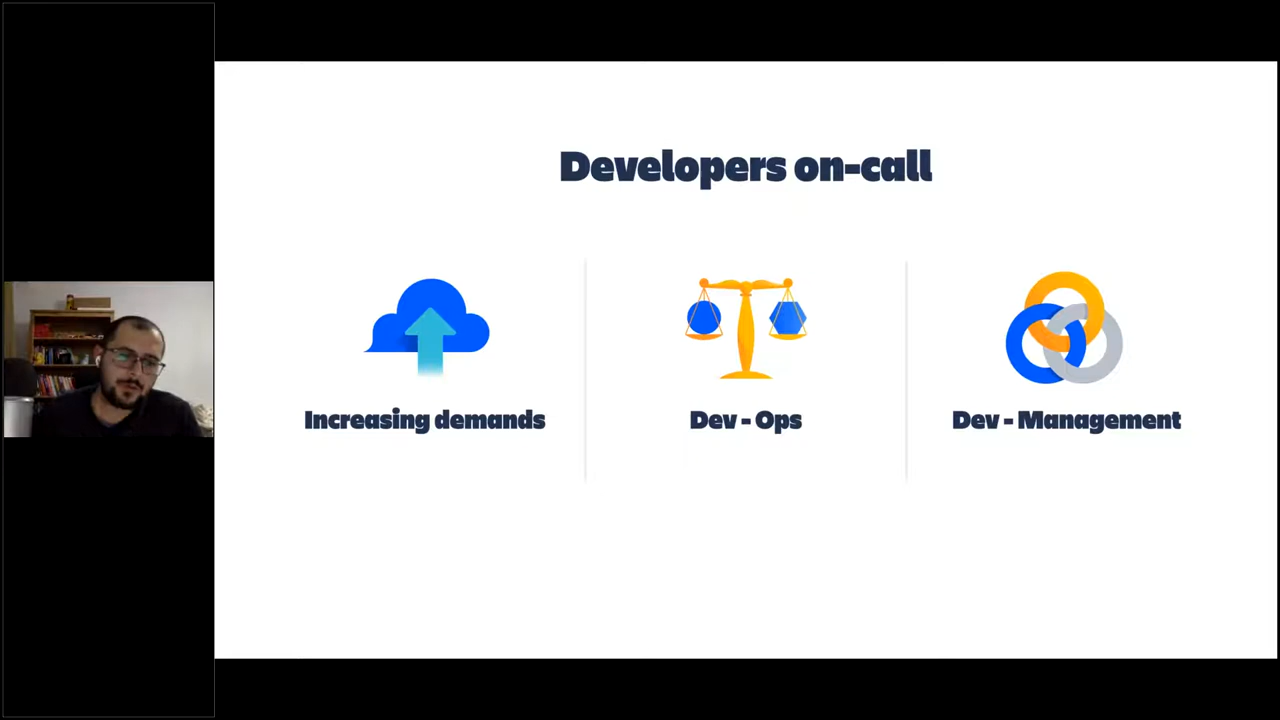 Developers on-call
Increasing demands
Dev - Ops
Dev - Management